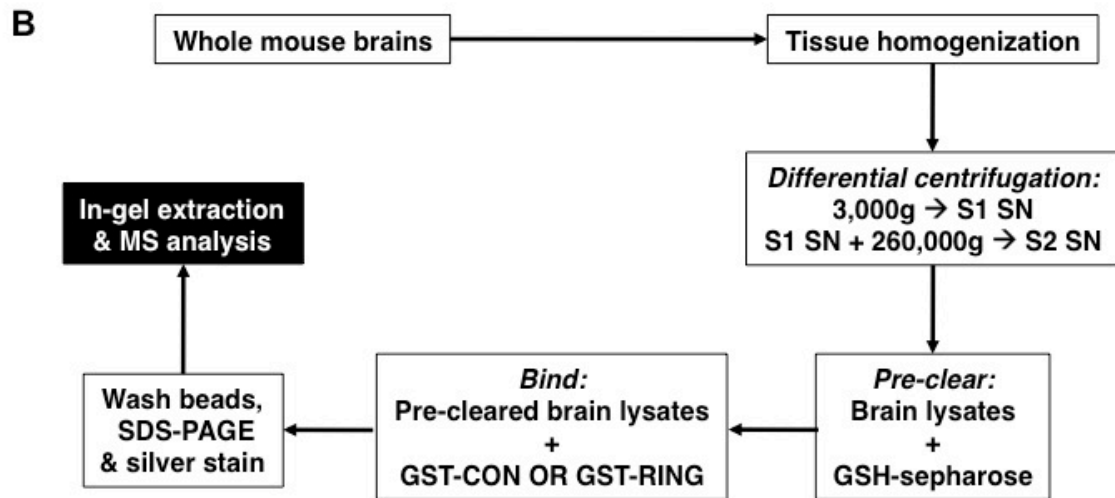 B
Whole mouse brains
Tissue homogenization
Differential centrifugation:
3,000g → S1 SN
S1 SN + 260,000g → S2 SN
Pre-clear:
Brain lysates
+
GSH-sepharose
Bind:
Pre-cleared brain lysates
+
GST-CON OR GST-RING
Wash beads,
SDS-PAGE
& silver stain
In-gel extraction
& MS analysis